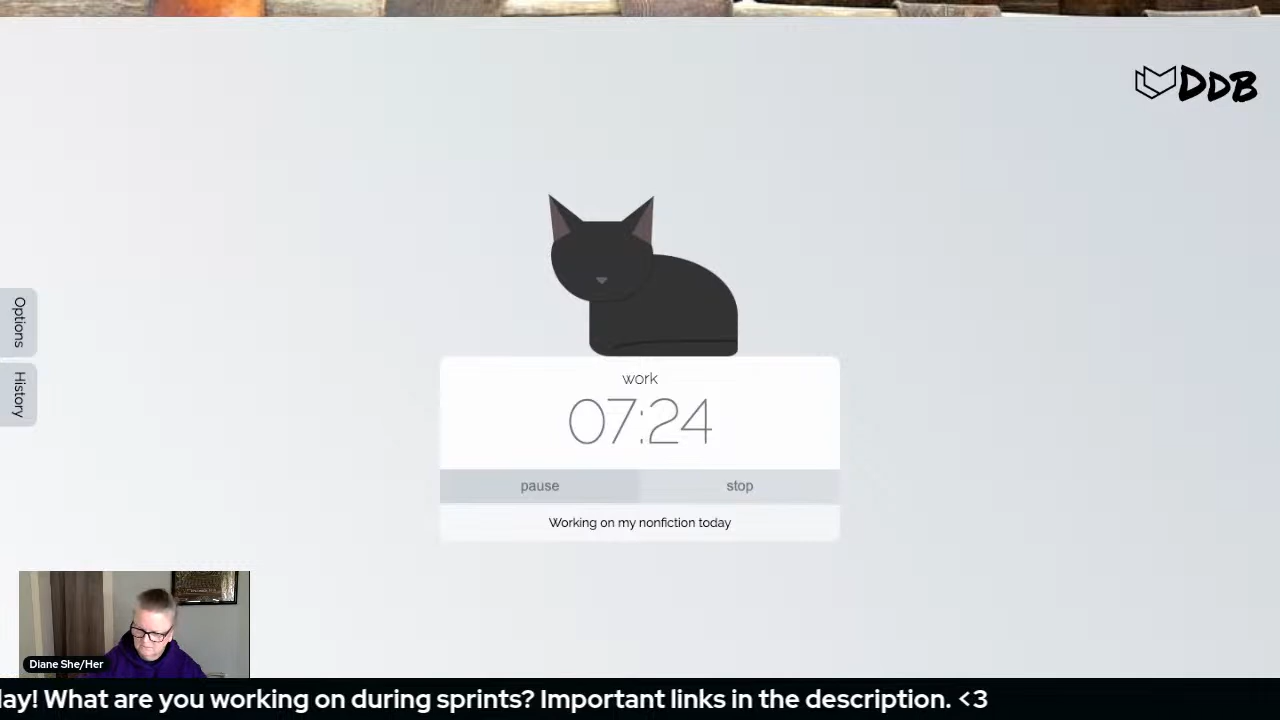 DDB
Options
History
work
07:24
pause
stop
Working on my nonfiction today
Diane She/Her
lay! What are you working on during sprints? Important links in the description. <3